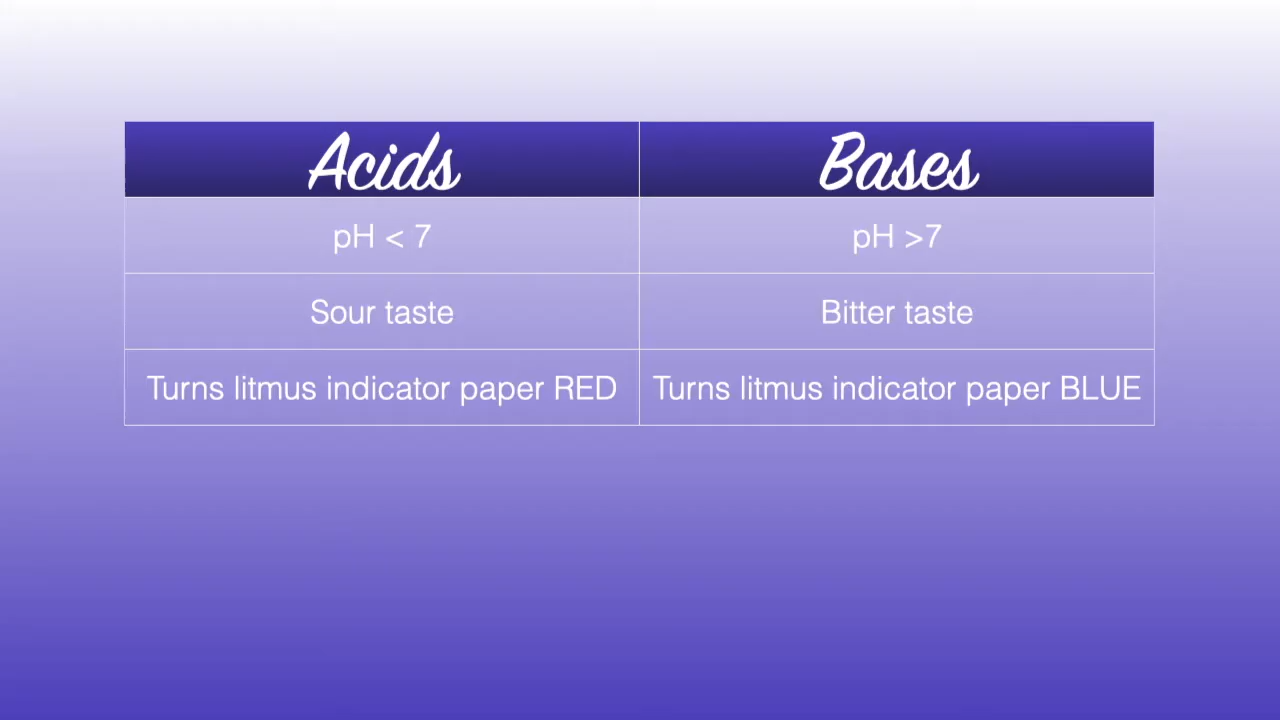 Acids Bases
pH < 7 pH >7
Sour taste Bitter taste
Turns litmus indicator paper RED Turns litmus indicator paper BLUE